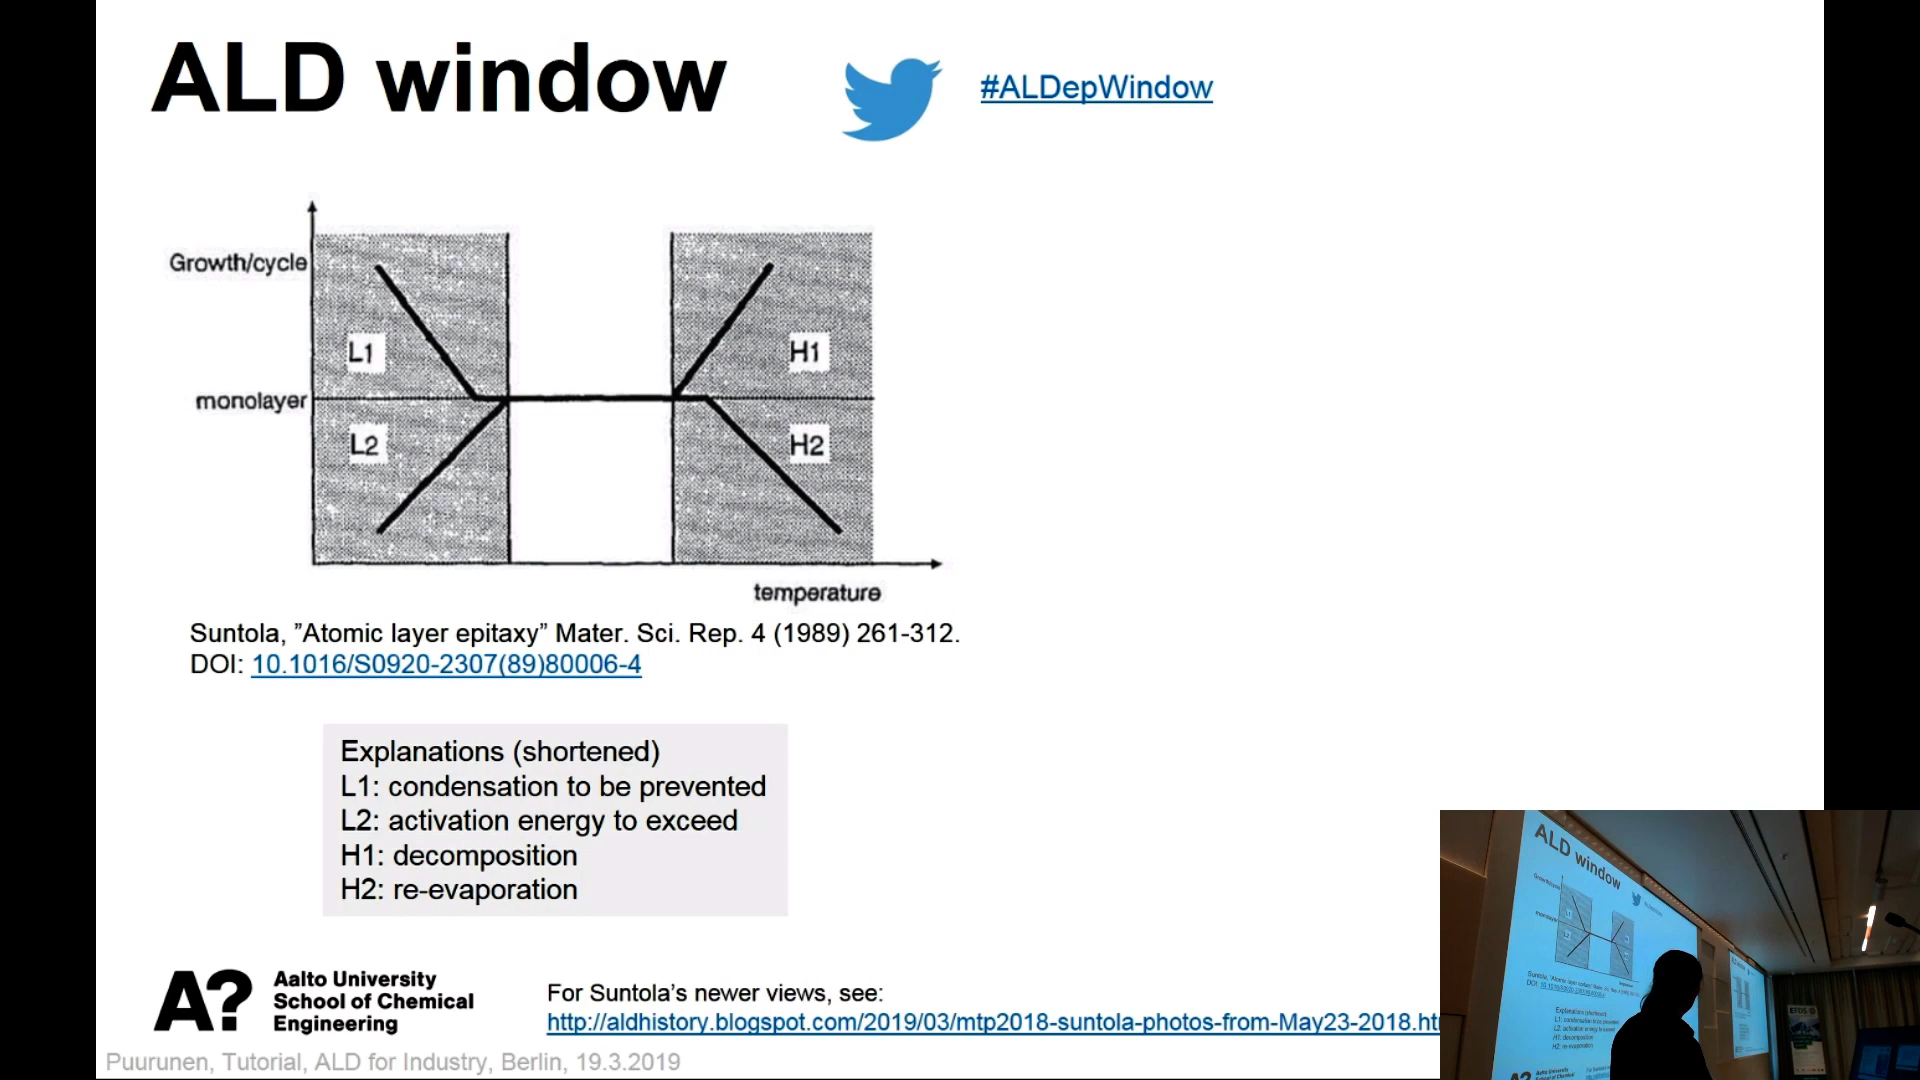 ALD window
#ALDepWindow
Growth/cycle
L1
H1
monolayer
L2
H2
temperature
Suntola, ”Atomic layer epitaxy” Mater. Sci. Rep. 4 (1989) 261-312.
DOI: 10.1016/S0920-2307(89)80006-4
Explanations (shortened)
L1: condensation to be prevented
L2: activation energy to exceed
H1: decomposition
H2: re-evaporation
A?
Aalto University
School of Chemical
Engineering
For Suntola’s newer views, see:
http://aldhistory.blogspot.com/2019/03/mtp2018-suntola-photos-from-May23-2018.ht
Puurunen, Tutorial, ALD for Industry, Berlin, 19.3.2019
ALD window